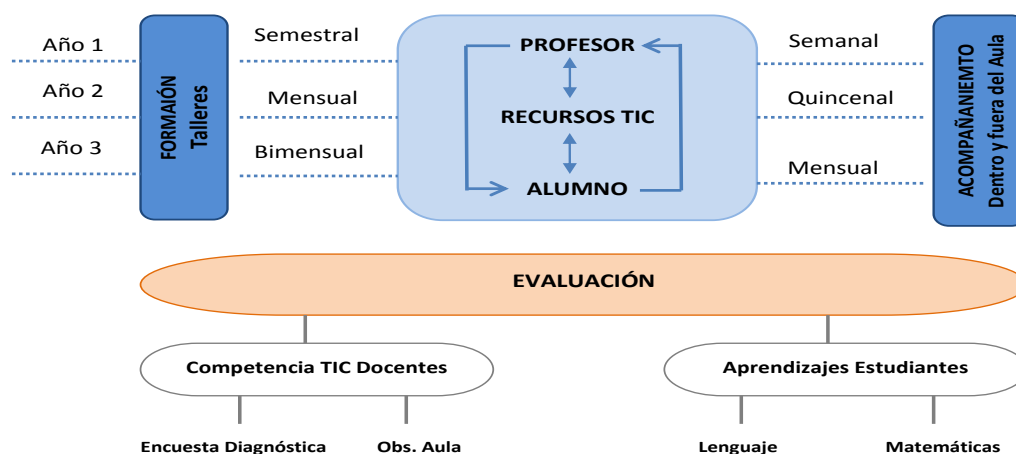 Año 1
Año 2
Año 3
FORMAIÓN
Talleres
Semestral
Mensual
Bimensual
PROFESOR
RECURSOS TIC
ALUMNO
Semanal
Quincenal
Mensual
ACOMPAÑANIEMTO
Dentro y fuera del Aula
EVALUACIÓN
Competencia TIC Docentes
Aprendizajes Estudiantes
Encuesta Diagnóstica
Obs. Aula
Lenguaje
Matemáticas